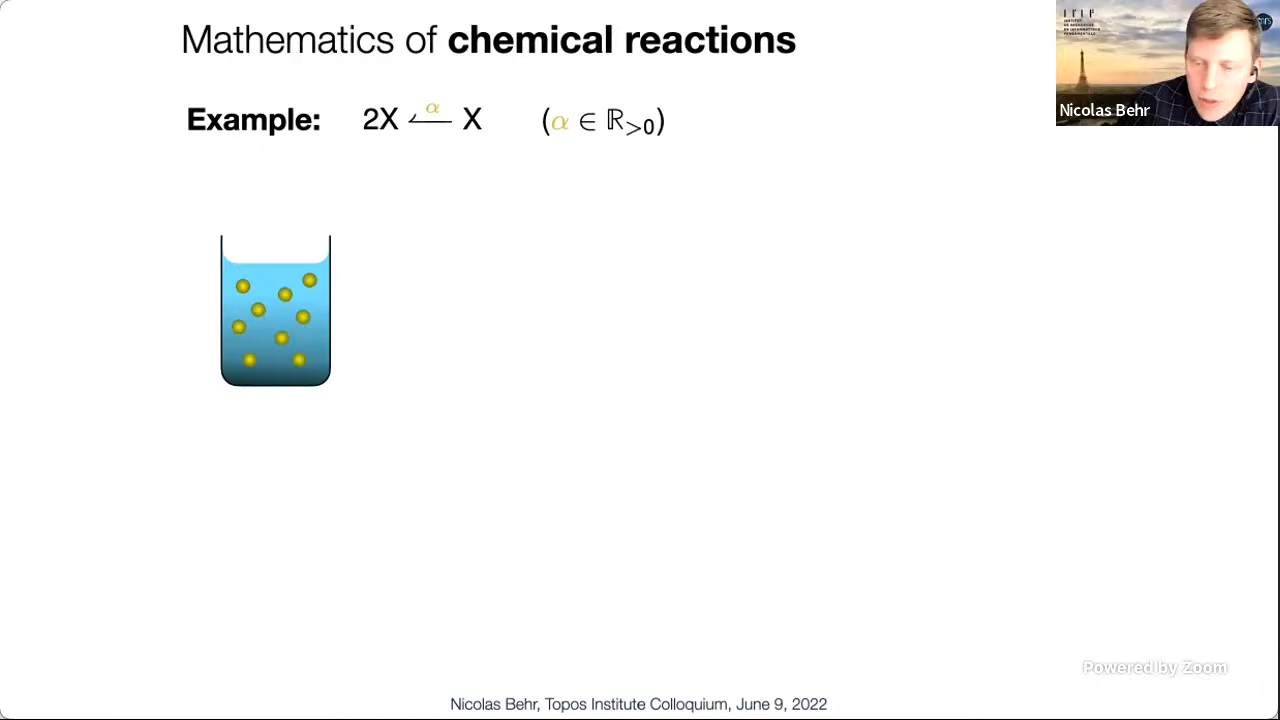 Mathematics of chemical reactions
Example: 2X ↼ α X (α ∈ ℝ>0)
Nicolas Behr
Powered by Zoom
Nicolas Behr, Topos Institute Colloquium, June 9, 2022